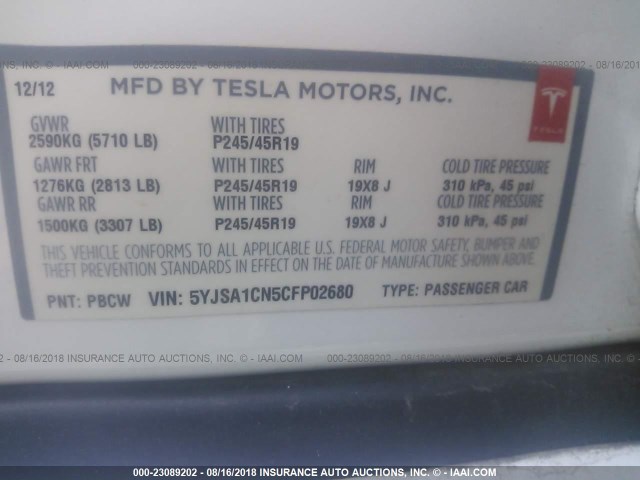 12/12 MFD BY TESLA MOTORS, INC.
TESLA
GVWR WITH TIRES
2590KG (5710 LB) P245/45R19
GAWR FRT WITH TIRES RIM COLD TIRE PRESSURE
1276KG (2813 LB) P245/45R19 19X8 J 310 kPa, 45 psi
GAWR RR WITH TIRES RIM COLD TIRE PRESSURE
1500KG (3307 LB) P245/45R19 19X8 J 310 kPa, 45 psi
THIS VEHICLE CONFORMS TO ALL APPLICABLE U.S. FEDERAL MOTOR SAFETY, BUMPER AND
THEFT PREVENTION STANDARDS IN EFFECT ON THE DATE OF MANUFACTURE SHOWN ABOVE.
PNT: PBCW VIN: 5YJSA1CN5CFP02680 TYPE: PASSENGER CAR
000-23089202 - 08/16/2018 INSURANCE AUTO AUCTIONS, INC. - IAAI.COM